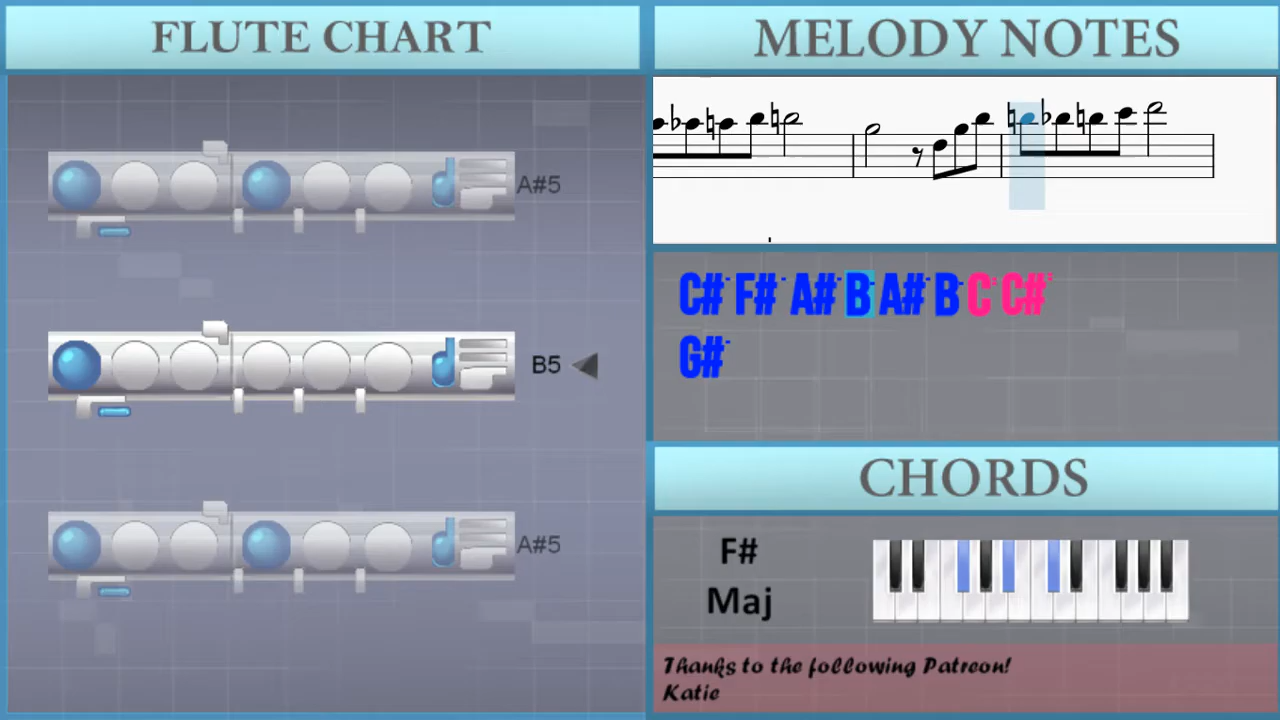 FLUTE CHART
A#5
B5
A#5
MELODY NOTES
C# F# A# B A# B C C#
G#
CHORDS
F#
Maj
Thanks to the following Patreon!
Katie